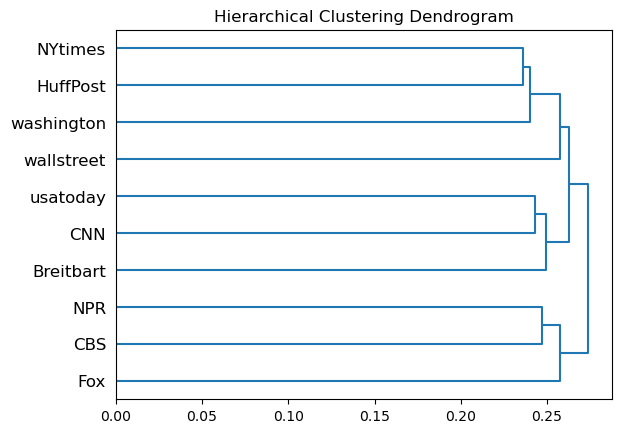 Hierarchical Clustering Dendrogram
NYtimes
HuffPost
washington
wallstreet
usatoday
CNN
Breitbart
NPR
CBS
Fox
0.00 0.05 0.10 0.15 0.20 0.25